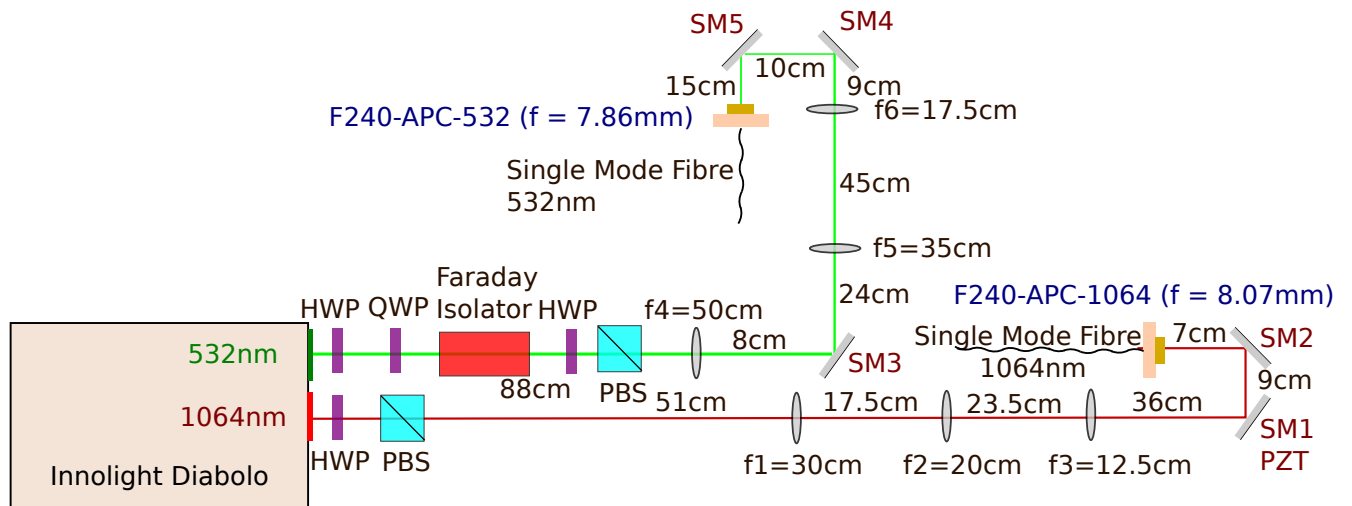 SM5
SM4
10cm
15cm
9cm
F240-APC-532 (f = 7.86mm)
f6=17.5cm
Single Mode Fibre
532nm
45cm
f5=35cm
24cm
F240-APC-1064 (f = 8.07mm)
Faraday
Isolator
HWP
QWP
HWP
f4=50cm
8cm
532nm
88cm
PBS
SM3
Single Mode Fibre
1064nm
7cm
SM2
9cm
1064nm
51cm
17.5cm
23.5cm
36cm
SM1
PZT
HWP
PBS
f1=30cm
f2=20cm
f3=12.5cm
Innolight Diabolo